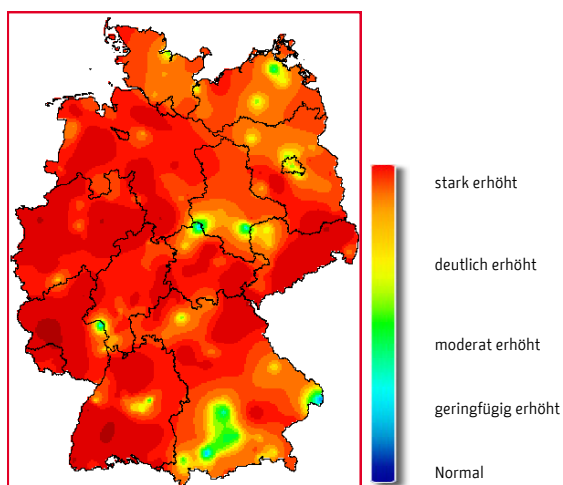 stark erhöht
deutlich erhöht
moderat erhöht
geringfügig erhöht
Normal